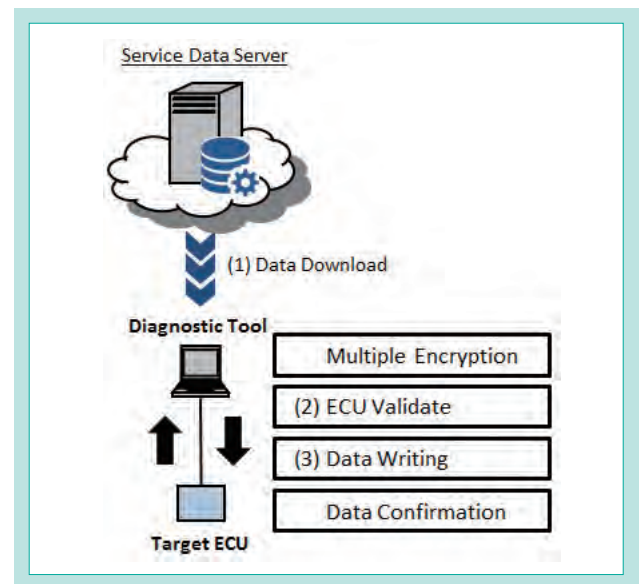 Service Data Server
(1) Data Download
Diagnostic Tool
Multiple Encryption
(2) ECU Validate
(3) Data Writing
Data Confirmation
Target ECU